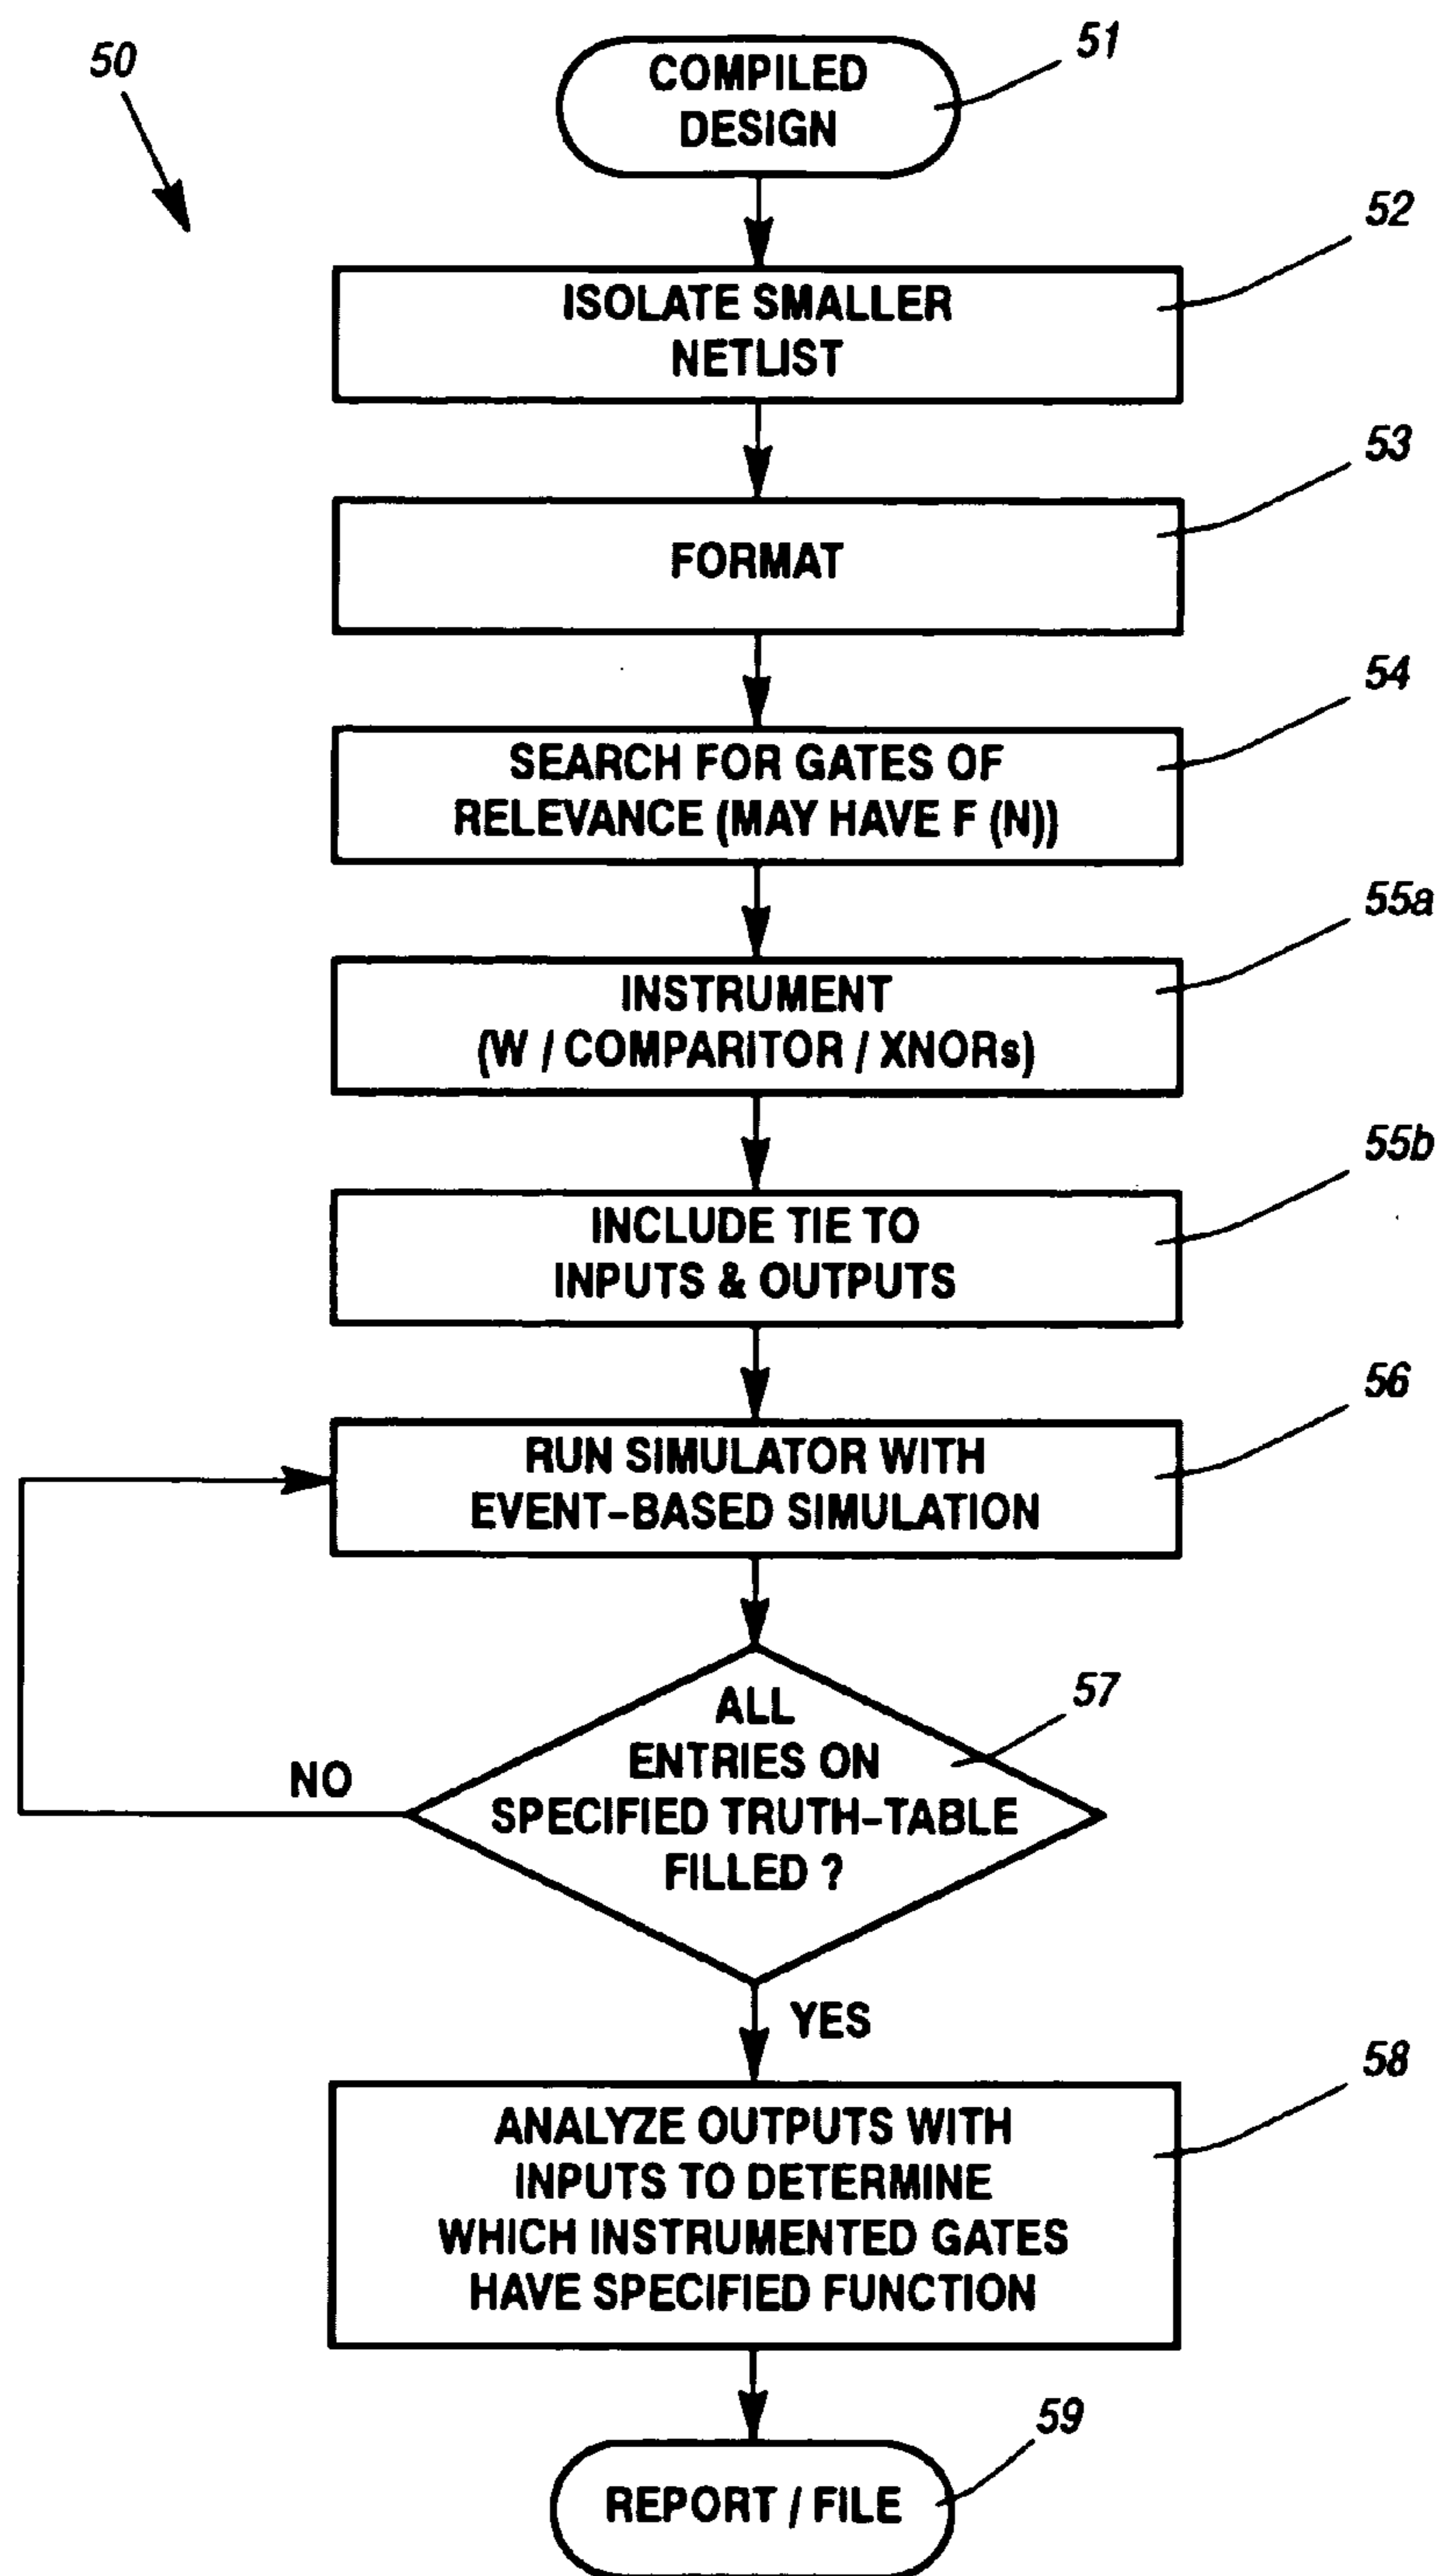 50
51
COMPILED
DESIGN
52
ISOLATE SMALLER
NETLIST
53
FORMAT
54
SEARCH FOR GATES OF
RELEVANCE (MAY HAVE F (N))
55a
INSTRUMENT
(W / COMPARITOR / XNORs)
55b
INCLUDE TIE TO
INPUTS & OUTPUTS
56
RUN SIMULATOR WITH
EVENT-BASED SIMULATION
57
ALL
ENTRIES ON
SPECIFIED TRUTH-TABLE
FILLED ?
NO
YES
58
ANALYZE OUTPUTS WITH
INPUTS TO DETERMINE
WHICH INSTRUMENTED GATES
HAVE SPECIFIED FUNCTION
59
REPORT / FILE